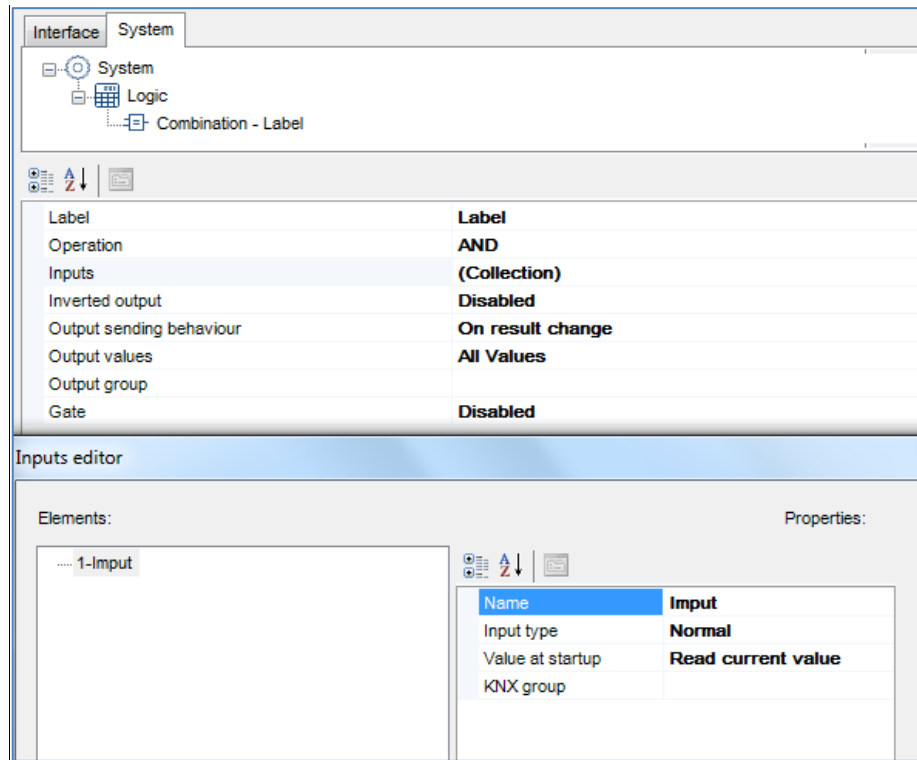 Interface System
System
Logic
Combination - Label
A
Z
Label Label
Operation AND
Inputs (Collection)
Inverted output Disabled
Output sending behaviour On result change
Output values All Values
Output group
Gate Disabled
Inputs editor
Elements: Properties:
1-Imput
A
Z
Name Imput
Input type Normal
Value at startup Read current value
KNX group